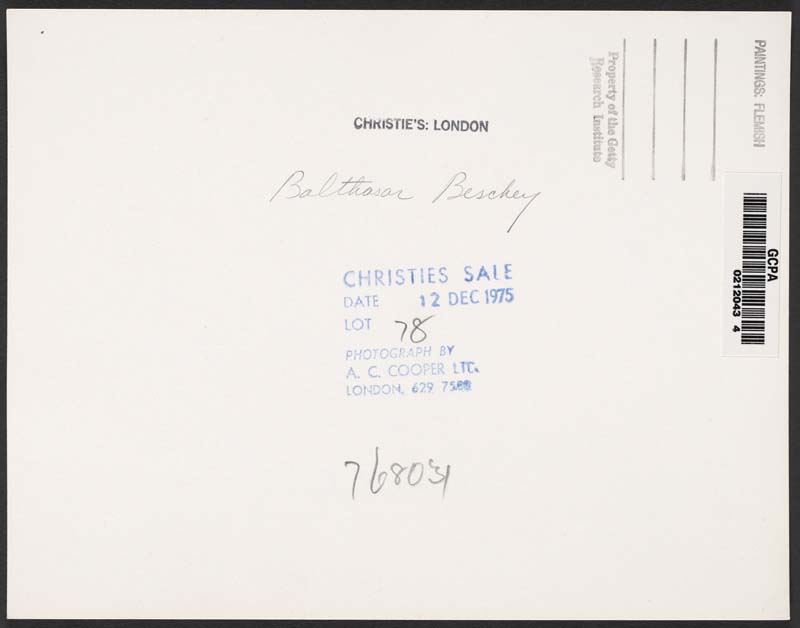 CHRISTIE'S: LONDON
Balthasar Beschey
CHRISTIES SALE
DATE 12 DEC 1975
LOT 78
PHOTOGRAPH BY
A. C. COOPER LTD.
LONDON, 629
768031
Property of the Getty
Research Institute
PAINTINGS: FLEMISH
GCPA
0212043 4